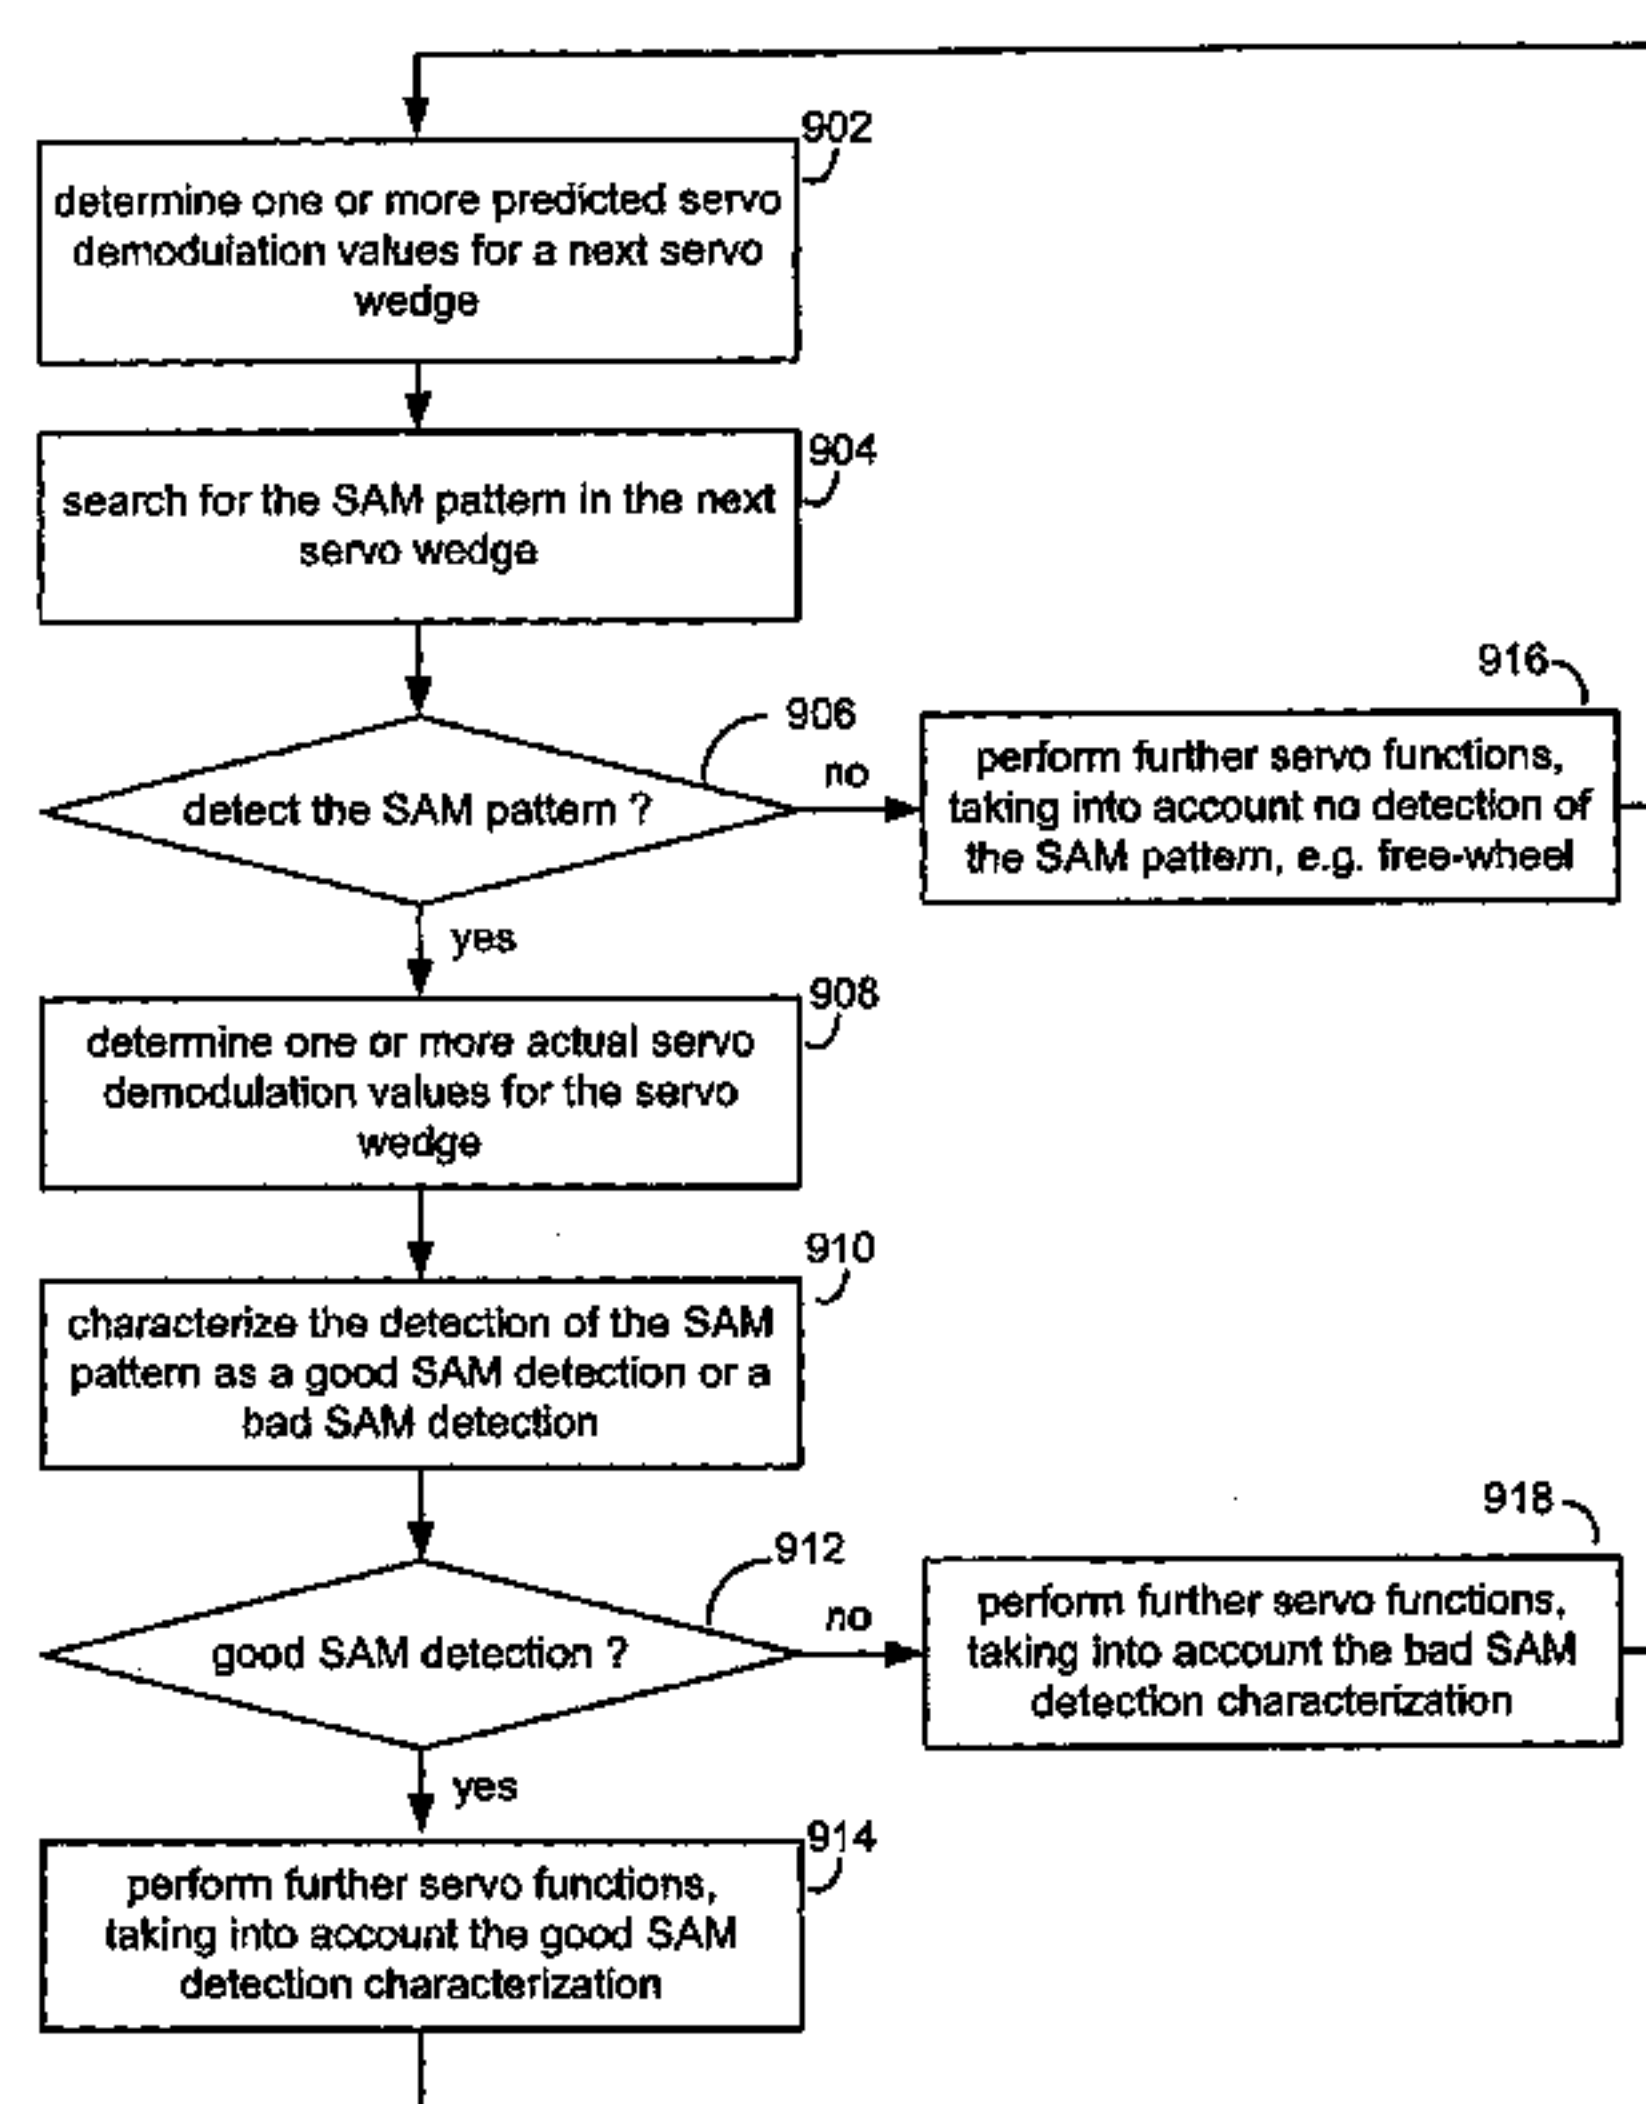 902
determine one or more predicted servo
demodulation values for a next servo
wedge
904
search for the SAM pattern in the next
servo wedge
906
detect the SAM pattern ?
no
916
perform further servo functions,
taking into account no detection of
the SAM pattern, e.g. free-wheel
yes
908
determine one or more actual servo
demodulation values for the servo
wedge
910
characterize the detection of the SAM
pattern as a good SAM detection or a
bad SAM detection
912
good SAM detection ?
no
918
perform further servo functions,
taking into account the bad SAM
detection characterization
yes
914
perform further servo functions,
taking into account the good SAM
detection characterization